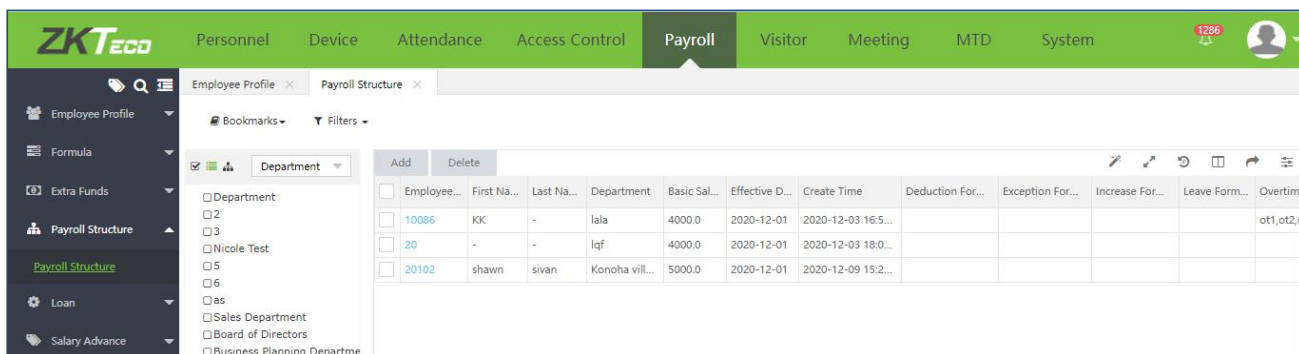 ZKTeco Personnel Device Attendance Access Control Payroll Visitor Meeting MTD System 1286
Employee Profile Payroll Structure
Employee Profile
Bookmarks Filters
Formula
Department Add Delete
Extra Funds
Employee... First Na... Last Na... Department Basic Sal... Effective D... Create Time Deduction For... Exception For... Increase For... Leave Form... Overtim
Department
10086 KK - lala 4000.0 2020-12-01 2020-12-03 16:5... ot1,ot2,
2
Payroll Structure
3
20 - - lqf 4000.0 2020-12-01 2020-12-03 18:0...
Nicole Test
Payroll Structure
5
20102 shawn sivan Konoha vill... 5000.0 2020-12-01 2020-12-09 15:2...
6
Loan
as
Sales Department
Salary Advance
Board of Directors
Business Planning Departme